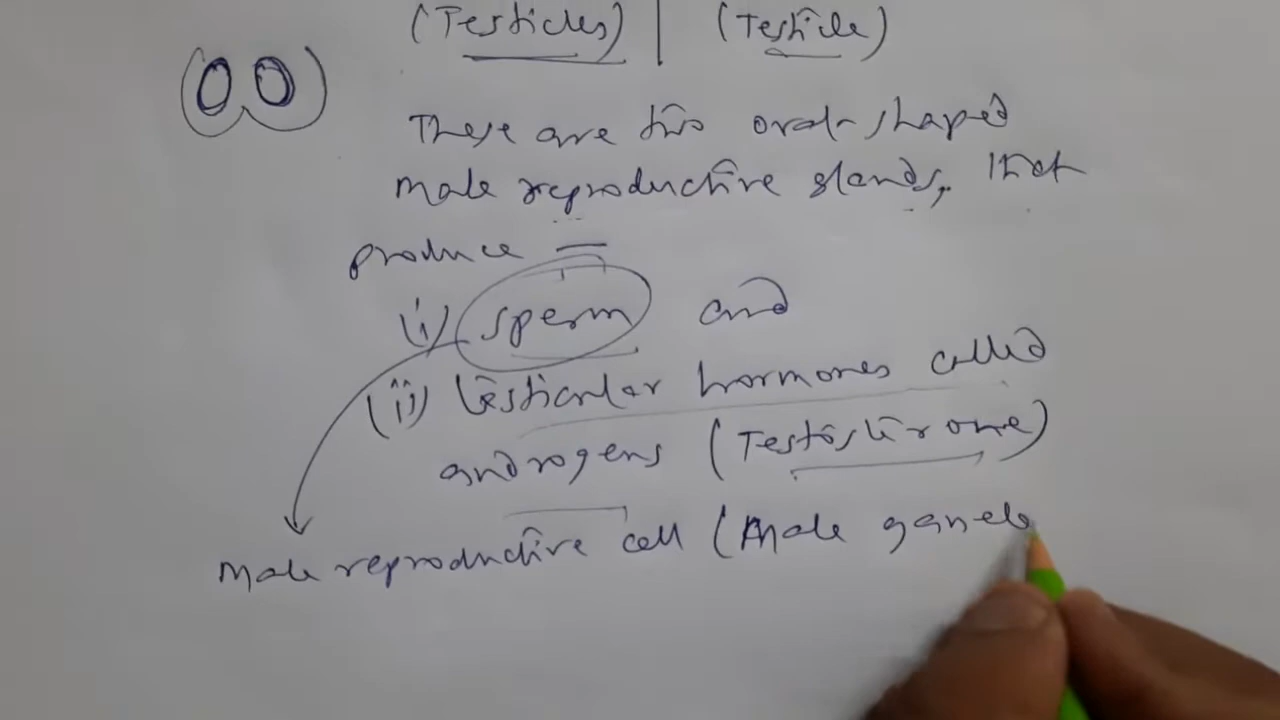 (Testicles) | (Testicle)
These are two oval-shaped
male reproductive glands, that
produce =
(i) sperm and
(ii) testicular hormones called
androgens (Testosterone)
Male reproductive cell (Male gamete